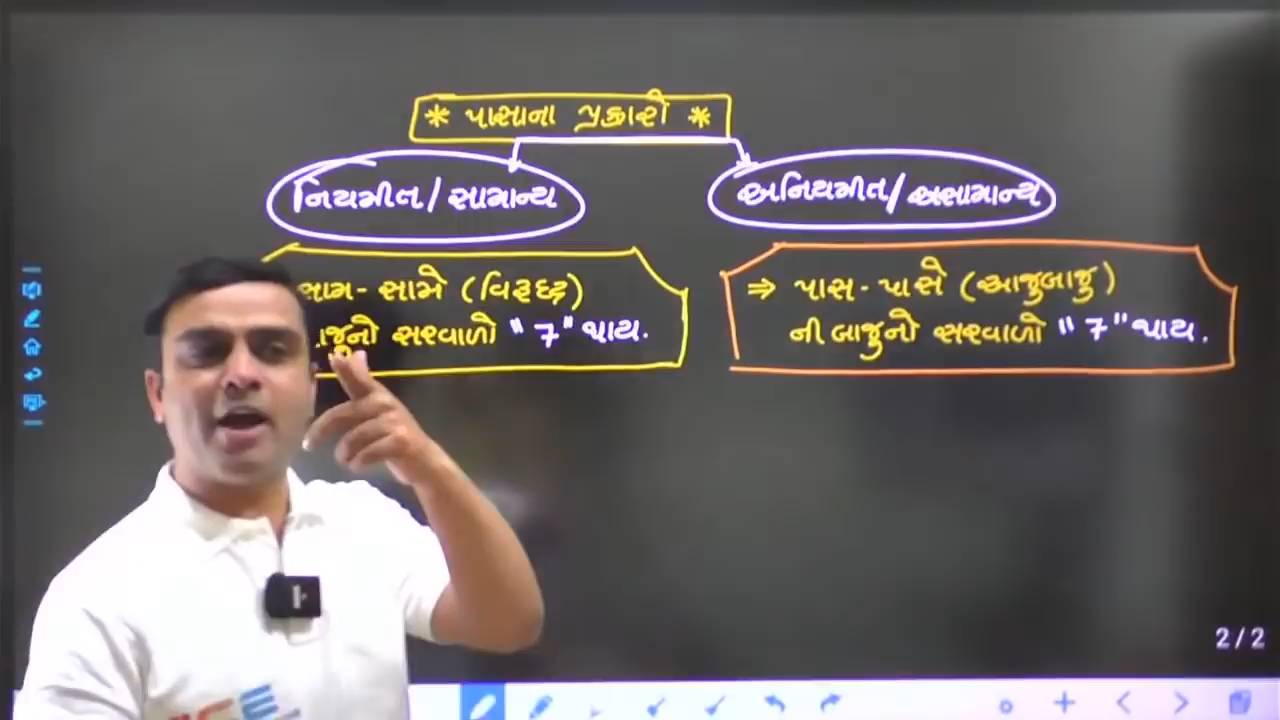 * પાસાના પ્રકારો *
નિયમીત/સામાન્ય
અનિયમીત/અસામાન્ય
સામ-સામે (વિરૂદ્ધ)
સરવાળો "7" થાય.
⇒ પાસ-પાસે (આજુબાજુ)
ની બાજુનો સરવાળો "7" થાય.
2/2